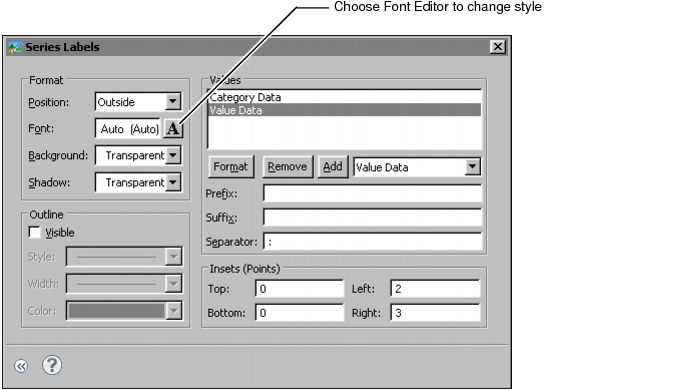 Choose Font Editor to change style
Series Labels
Format
Position: Outside
Font: Auto (Auto) A
Background: Transparent
Shadow: Transparent
Outline
Visible
Style:
Width:
Color:
Values
Category Data
Value Data
Format Remove Add Value Data
Prefix:
Suffix:
Separator: :
Insets (Points)
Top: 0 Left: 2
Bottom: 0 Right: 3
?